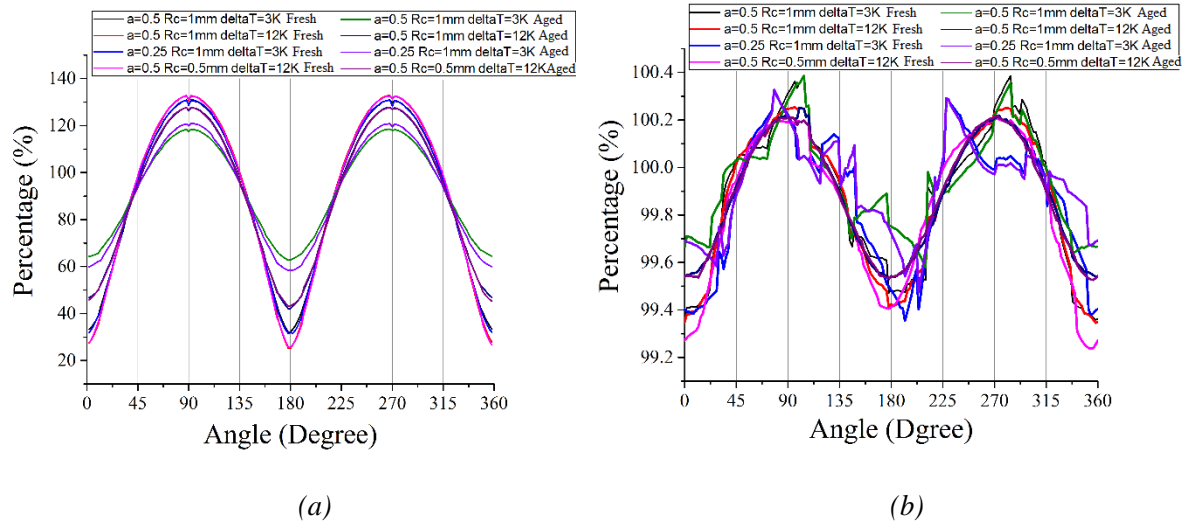 a=0.5 Rc=1mm deltaT=3K Fresh a=0.5 Rc=1mm deltaT=3K Aged
a=0.5 Rc=1mm deltaT=12K Fresh a=0.5 Rc=1mm deltaT=12K Aged
a=0.25 Rc=1mm deltaT=3K Fresh a=0.25 Rc=1mm deltaT=3K Aged
a=0.5 Rc=0.5mm deltaT=12K Fresh a=0.5 Rc=0.5mm deltaT=12KAged
140
120
100
80
60
40
20
Percentage (%)
0 45 90 135 180 225 270 315 360
Angle (Degree)
(a)
a=0.5 Rc=1mm deltaT=3K Fresh a=0.5 Rc=1mm deltaT=3K Aged
a=0.5 Rc=1mm deltaT=12K Fresh a=0.5 Rc=1mm deltaT=12K Aged
a=0.25 Rc=1mm deltaT=3K Fresh a=0.25 Rc=1mm deltaT=3K Aged
a=0.5 Rc=0.5mm deltaT=12K Fresh a=0.5 Rc=0.5mm deltaT=12K Aged
100.4
100.2
100.0
99.8
99.6
99.4
99.2
Percentage (%)
0 45 90 135 180 225 270 315 360
Angle (Dgree)
(b)